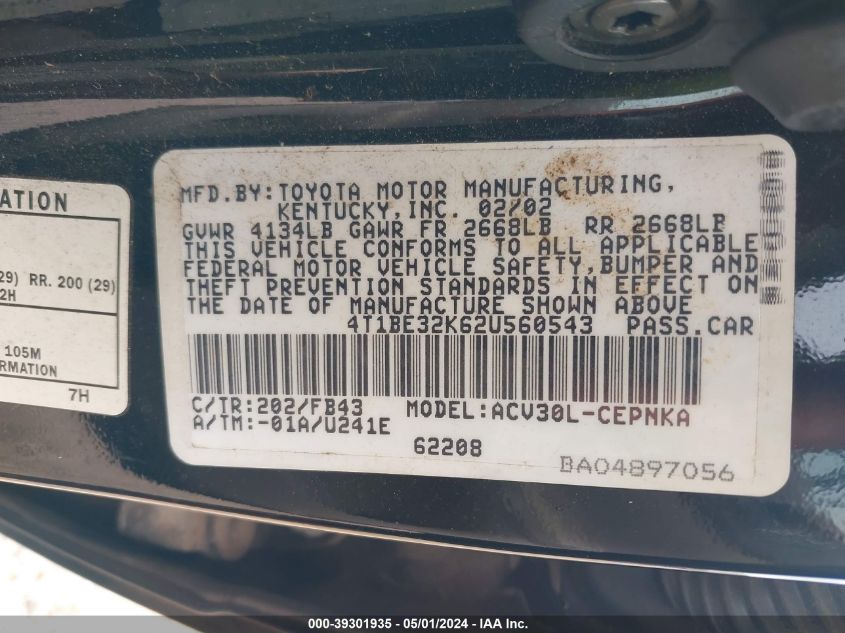 ATION
29) RR. 200 (29)
2H
105M
FORMATION
7H
MFD.BY:TOYOTA MOTOR MANUFACTURING,
KENTUCKY,INC. 02/02
GVWR 4134LB GAWR FR 2668LB RR 2668LB
THIS VEHICLE CONFORMS TO ALL APPLICABLE
FEDERAL MOTOR VEHICLE SAFETY,BUMPER AND
THEFT PREVENTION STANDARDS IN EFFECT ON
THE DATE OF MANUFACTURE SHOWN ABOVE
4T1BE32K62U560543 PASS.CAR
C/TR:202/FB43 MODEL:ACV30L-CEPNKA
A/TM:-01A/U241E
62208
BA04897056
000-39301935 - 05/01/2024 - COPYRIGHT IAA, LLC.